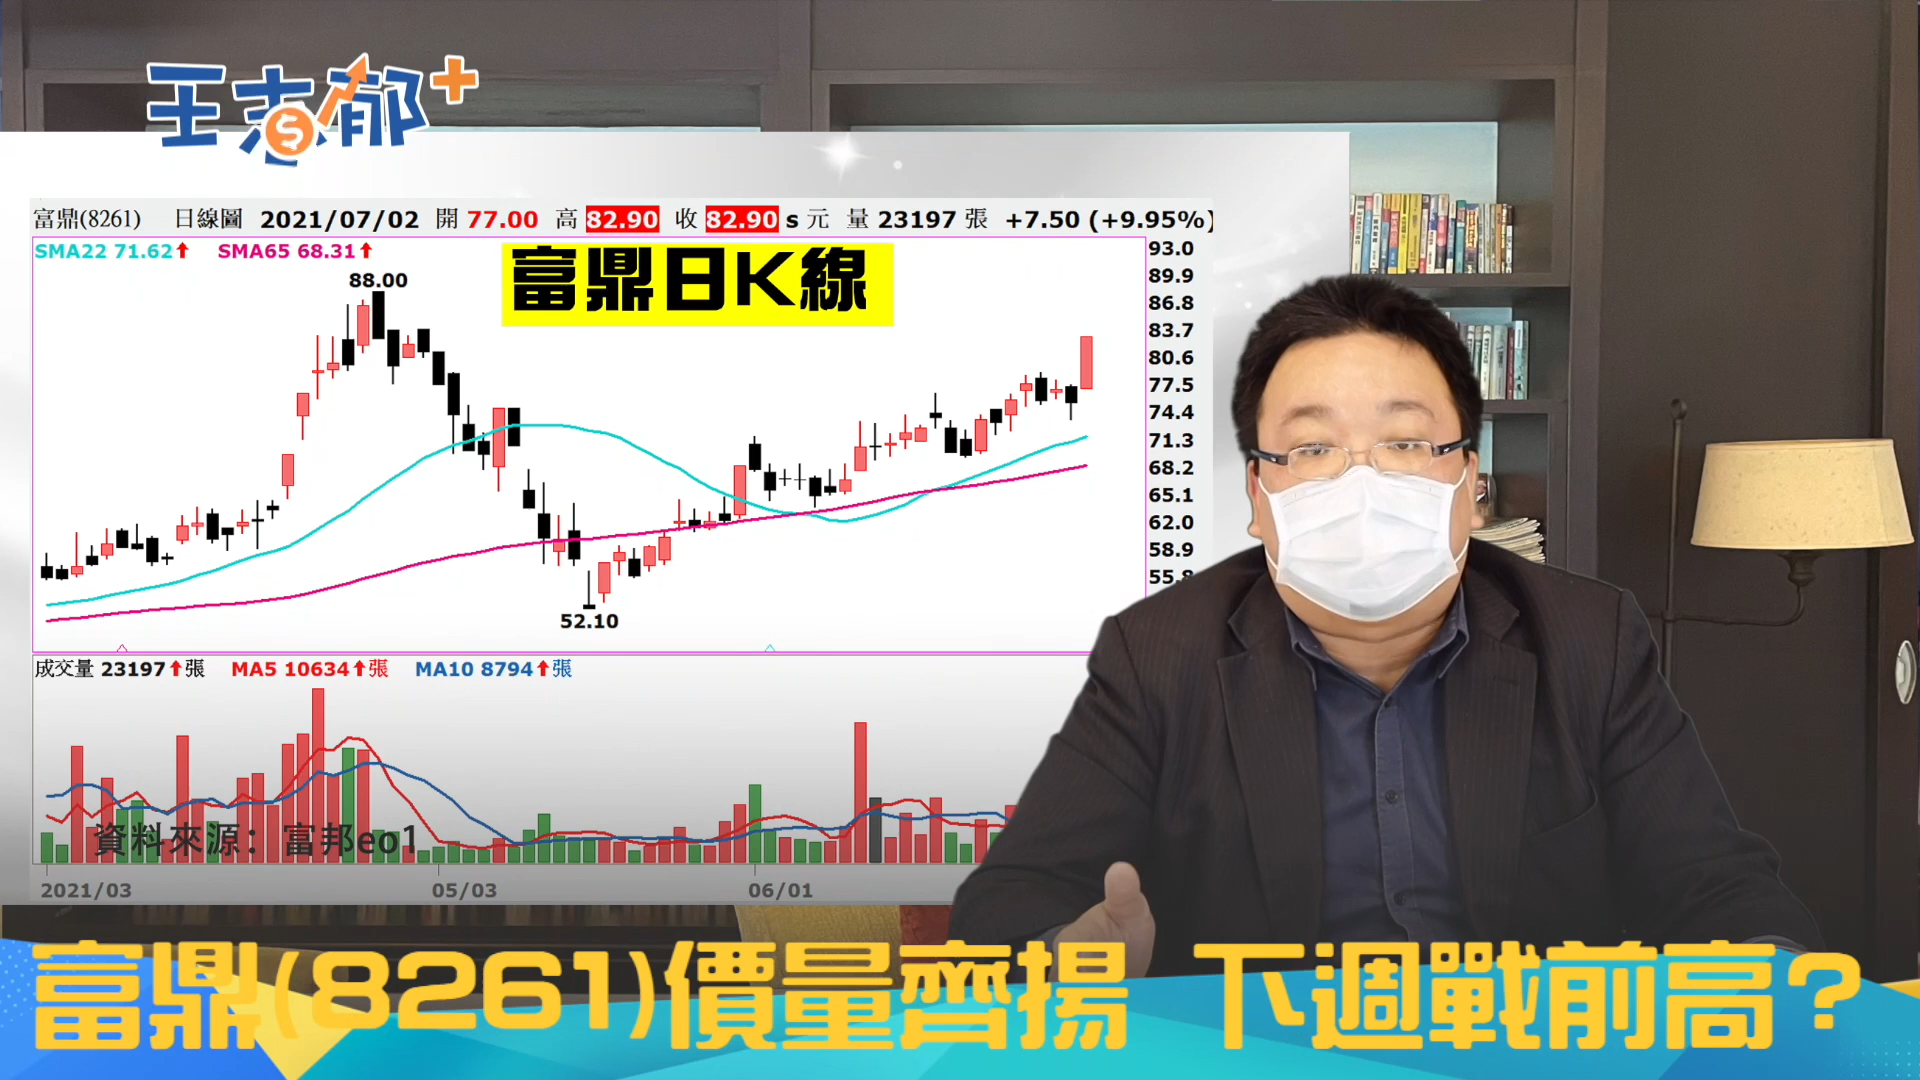 王志郁+
富鼎(8261) 日線圖 2021/07/02 開 77.00 高 82.90 收 82.90 s 元 量 23197 張 +7.50 (+9.95%)
SMA22 71.62↑ SMA65 68.31↑
富鼎日K線
88.00
52.10
93.0
89.9
86.8
83.7
80.6
77.5
74.4
71.3
68.2
65.1
62.0
58.9
55.8
成交量 23197↑張 MA5 10634↑張 MA10 8794↑張
資料來源：富邦eo1
2021/03 05/03 06/01
富鼎(8261)價量齊揚 下週戰前高?